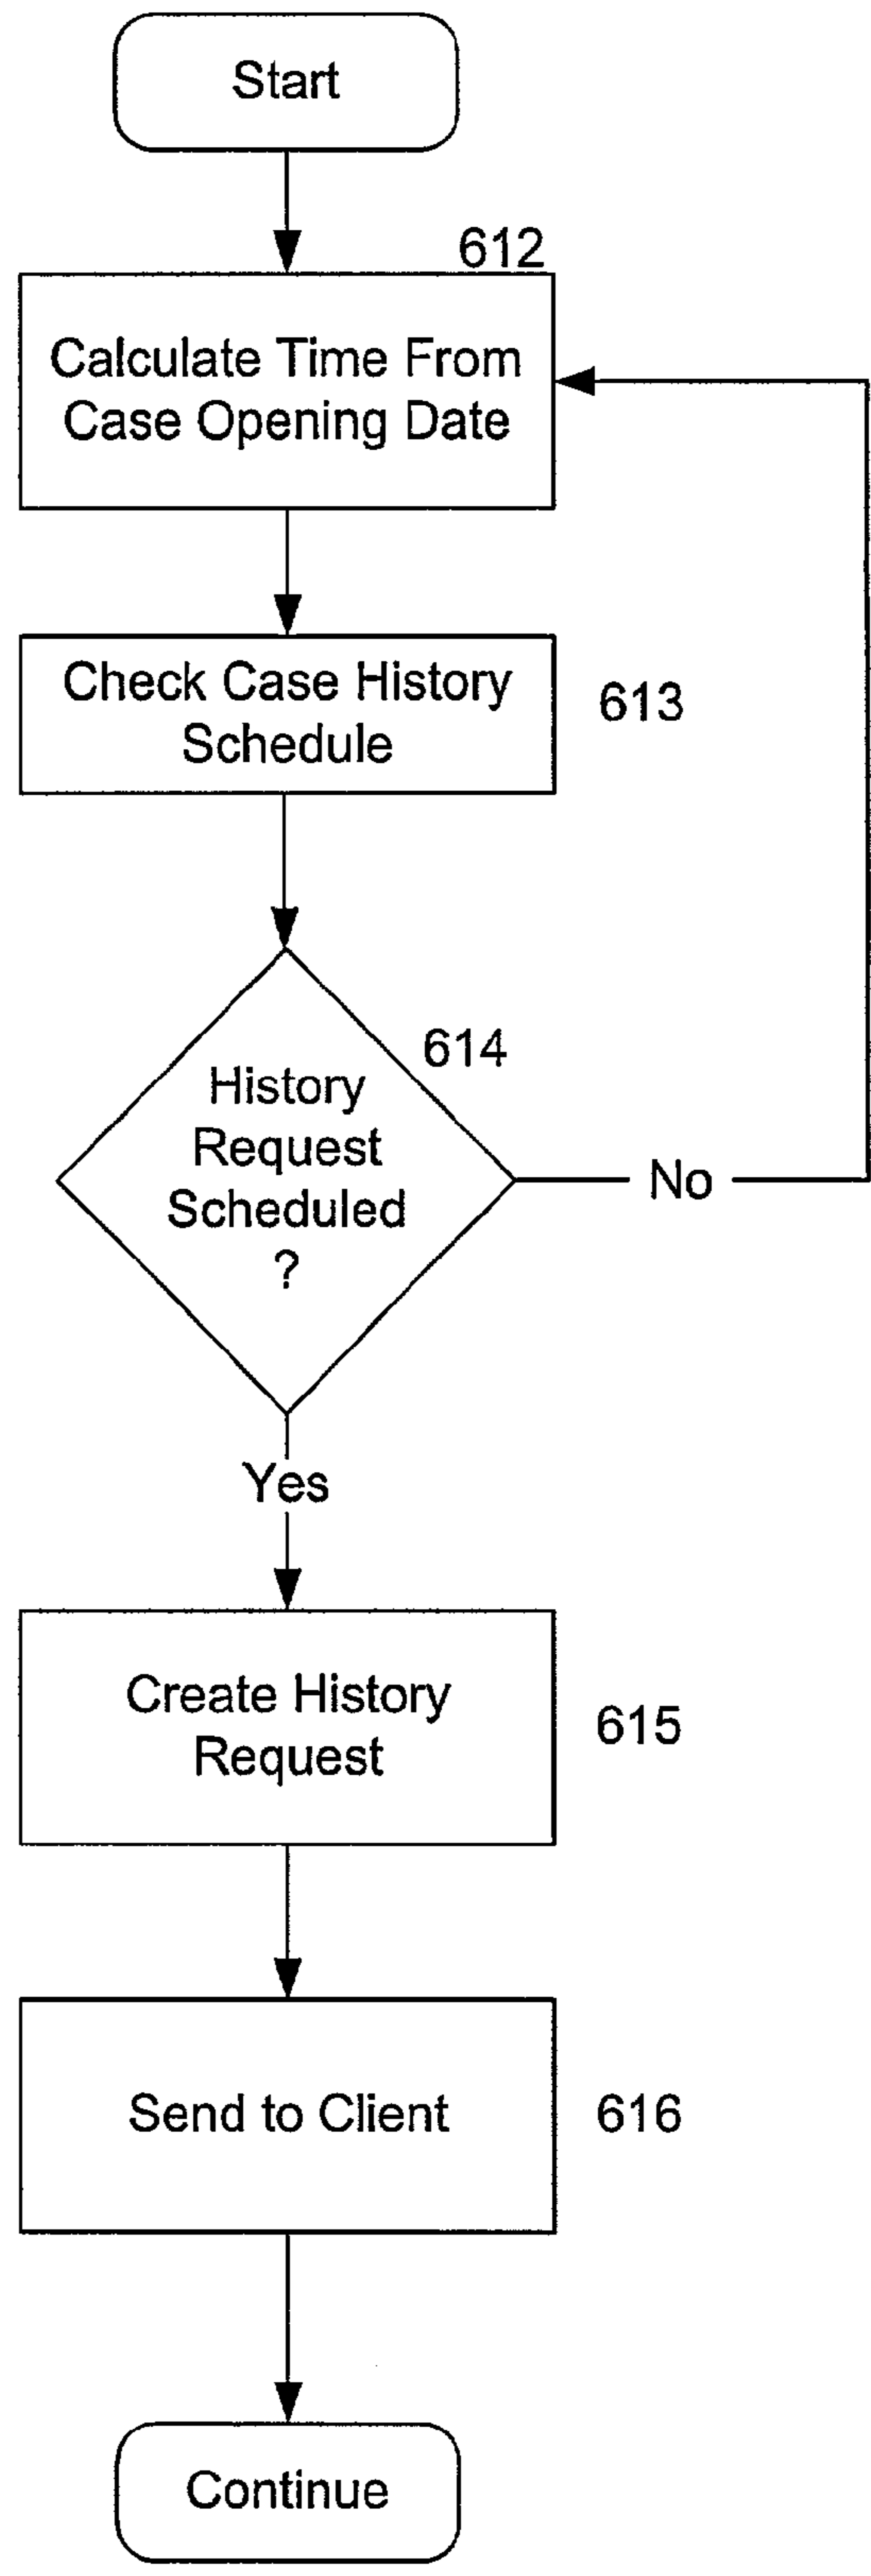 Start
612
Calculate Time From
Case Opening Date
Check Case History
Schedule
613
614
History
Request
Scheduled
?
No
Yes
Create History
Request
615
Send to Client
616
Continue